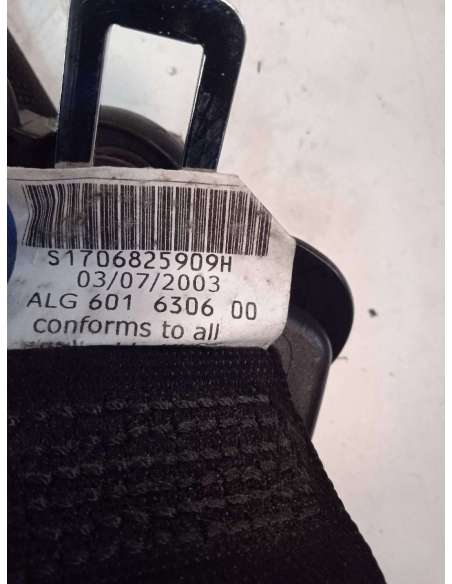 S1706825909H
03/07/2003
ALG 601 6306 00
conforms to all